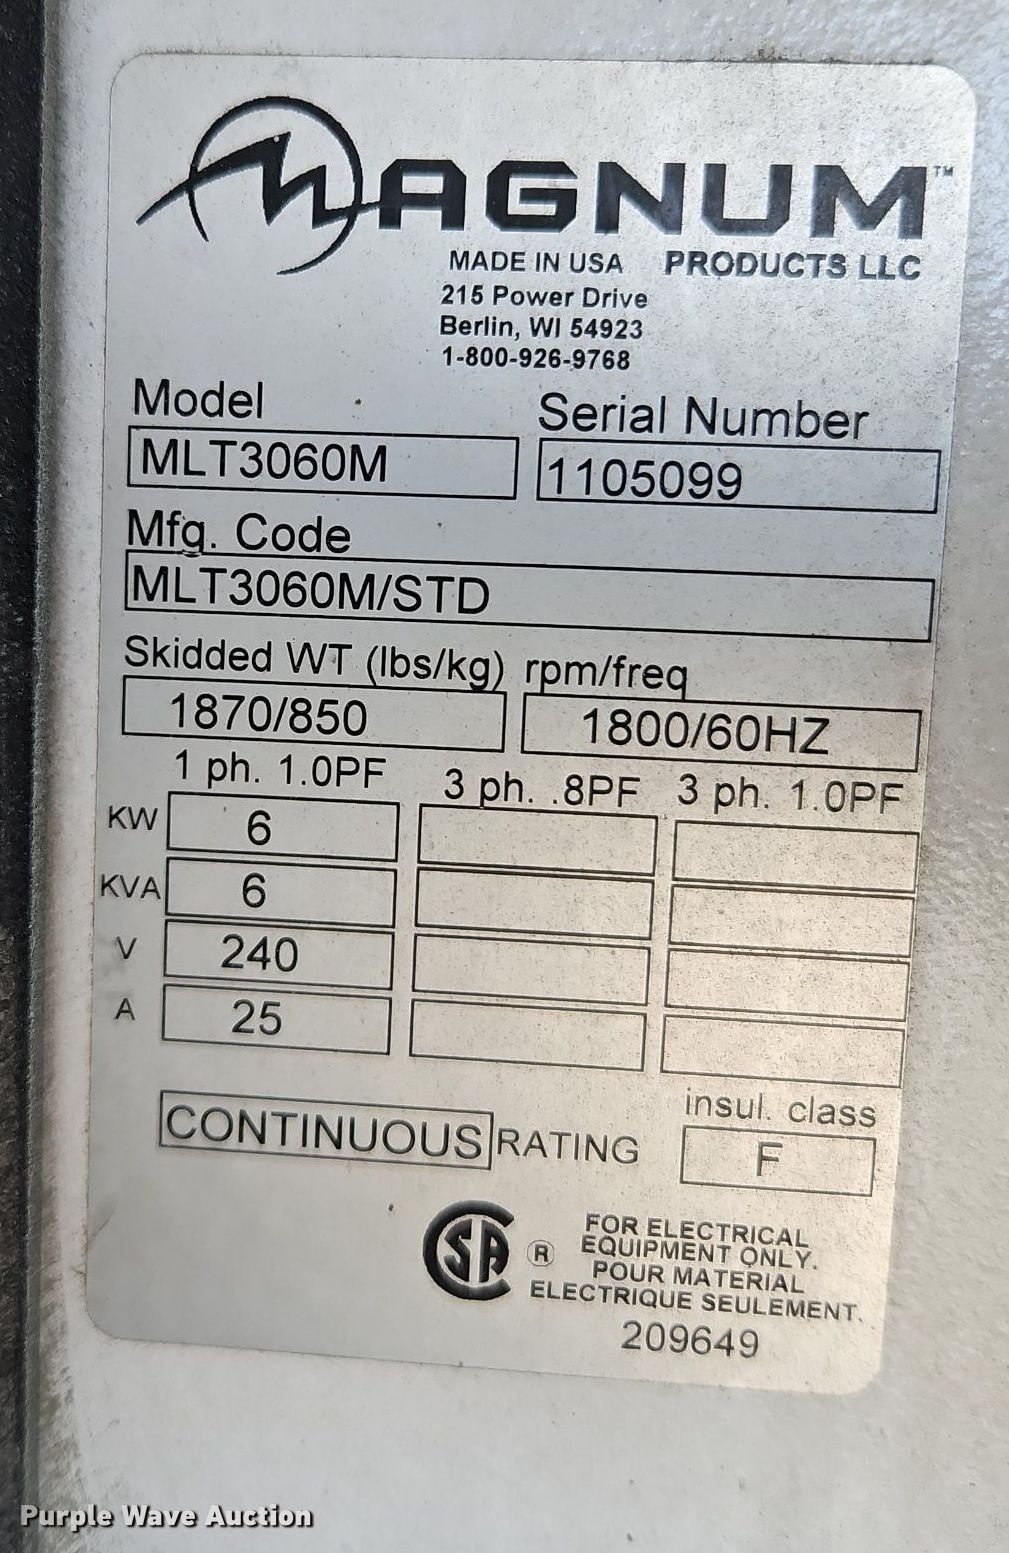 MAGNUM™
MADE IN USA PRODUCTS LLC
215 Power Drive
Berlin, WI 54923
1-800-926-9768
Model Serial Number
MLT3060M 1105099
Mfg. Code
MLT3060M/STD
Skidded WT (lbs/kg) rpm/freq
1870/850 1800/60HZ
1 ph. 1.0PF 3 ph. .8PF 3 ph. 1.0PF
KW 6
KVA 6
V 240
A 25
CONTINUOUS RATING insul. class
F
SA ® FOR ELECTRICAL
EQUIPMENT ONLY.
POUR MATERIAL
ELECTRIQUE SEULEMENT.
209649
Purple Wave Auction